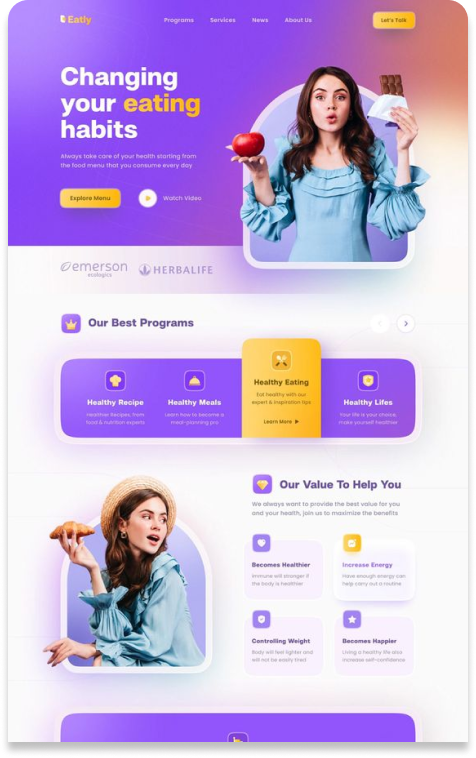 Eatly
Programs Services News About Us
Let's Talk
Changing
your eating
habits
Always take care of your health starting from
the food menu that you consume every day
Explore Menu
Watch Video
emerson
ecologics
HERBALIFE
Our Best Programs
Healthy Recipe
Healthier Recipes, from
food & nutrition experts
Healthy Meals
Learn how to become a
meal-planning pro
Healthy Eating
Eat healthy with our
expert & inspiration tips
Learn More
Healthy Lifes
Your life is your choice,
make yourself healthier
Our Value To Help You
We always want to provide the best value for you
and your health, join us to maximize the benefits
Becomes Healthier
Immune will stronger if
the body is healthier
Increase Energy
Have enough energy can
help carry out a routine
Controlling Weight
Body will feel lighter and
will not be easily tired
Becomes Happier
Living a healthy life also
increase self-confidence